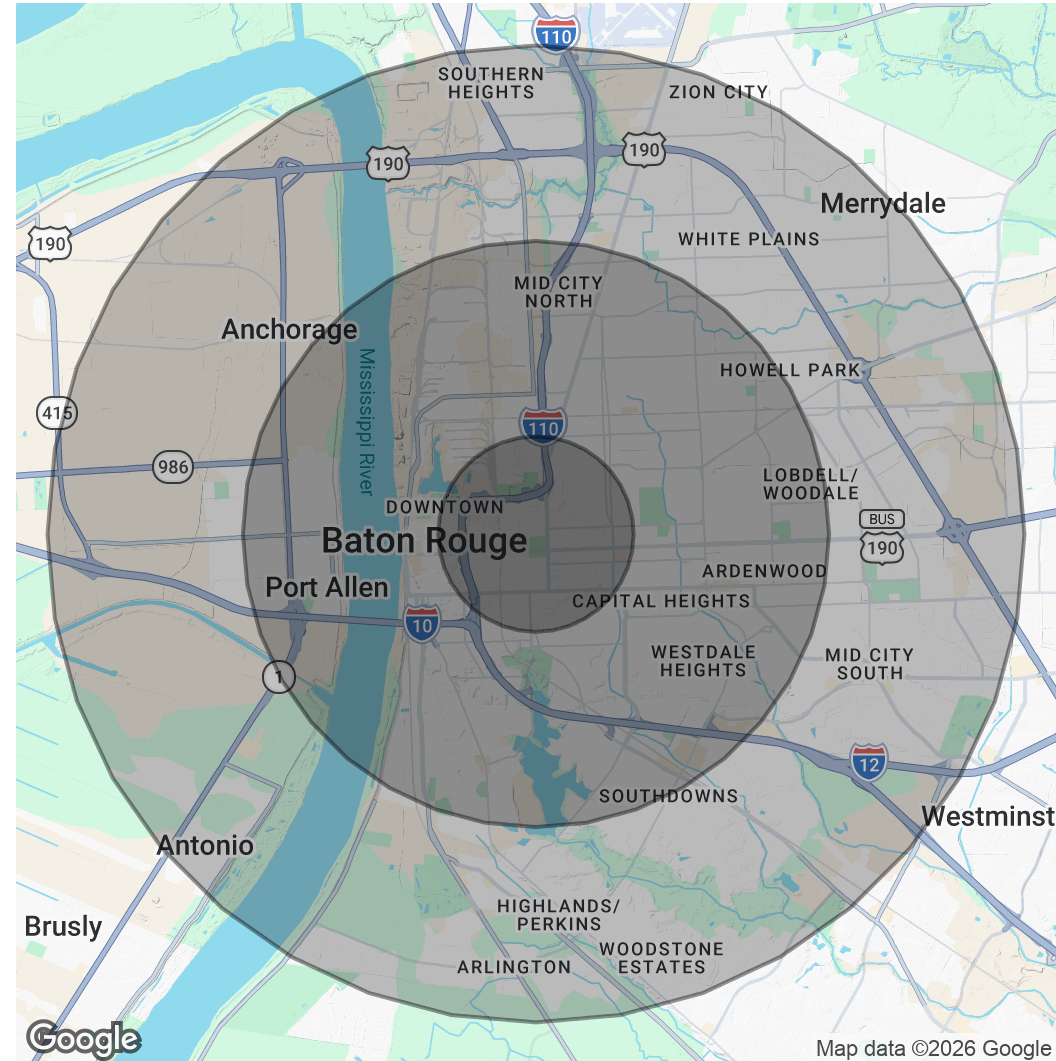 110
SOUTHERN
HEIGHTS
ZION CITY
190
190
Merrydale
190
WHITE PLAINS
MID CITY
NORTH
Anchorage
Mississippi River
HOWELL PARK
415
110
986
LOBDELL/
WOODALE
DOWNTOWN
BUS
190
Baton Rouge
ARDENWOOD
Port Allen
CAPITAL HEIGHTS
10
WESTDALE
HEIGHTS
MID CITY
SOUTH
1
12
SOUTHDOWNS
Westminst
Antonio
HIGHLANDS/
PERKINS
Brusly
WOODSTONE
ESTATES
ARLINGTON
Google
Map data ©2026 Google